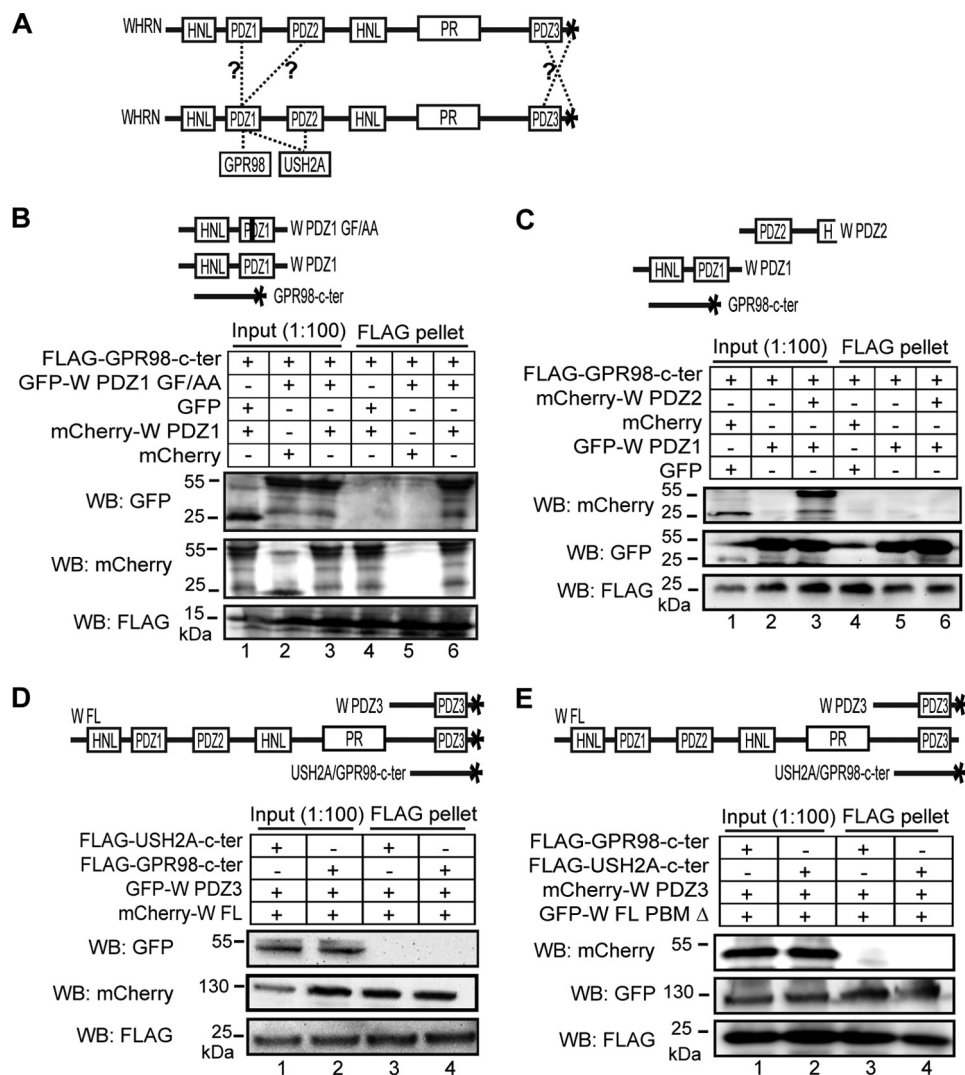 A
WHRN HNL PDZ1 PDZ2 HNL PR PDZ3
? ? ?
WHRN HNL PDZ1 PDZ2 HNL PR PDZ3
GPR98 USH2A
B
HNL PDZ1 W PDZ1 GF/AA
HNL PDZ1 W PDZ1
GPR98-c-ter
Input (1:100) FLAG pellet
FLAG-GPR98-c-ter + + + + + +
GFP-W PDZ1 GF/AA - + + - + +
GFP + - - + - -
mCherry-W PDZ1 + - + + - +
mCherry - + - - + -
WB: GFP 55 25
WB: mCherry 55 25
WB: FLAG 15
kDa
1 2 3 4 5 6
C
PDZ2 H W PDZ2
HNL PDZ1 W PDZ1
GPR98-c-ter
Input (1:100) FLAG pellet
FLAG-GPR98-c-ter + + + + + +
mCherry-W PDZ2 - - + - - +
mCherry + - - + - -
GFP-W PDZ1 - + + - + +
GFP + - - + - -
WB: mCherry 55 25
WB: GFP 55 25
WB: FLAG 25
kDa
1 2 3 4 5 6
D
W PDZ3 PDZ3
W FL
HNL PDZ1 PDZ2 HNL PR PDZ3
USH2A/GPR98-c-ter
Input (1:100) FLAG pellet
FLAG-USH2A-c-ter + - + -
FLAG-GPR98-c-ter - + - +
GFP-W PDZ3 + + + +
mCherry-W FL + + + +
WB: GFP 55
WB: mCherry 130
WB: FLAG 25
kDa
1 2 3 4
E
W PDZ3 PDZ3
W FL
HNL PDZ1 PDZ2 HNL PR PDZ3
USH2A/GPR98-c-ter
Input (1:100) FLAG pellet
FLAG-GPR98-c-ter + - + -
FLAG-USH2A-c-ter - + - +
mCherry-W PDZ3 + + + +
GFP-W FL PBM Δ + + + +
WB: mCherry 55
WB: GFP 130
WB: FLAG 25
kDa
1 2 3 4